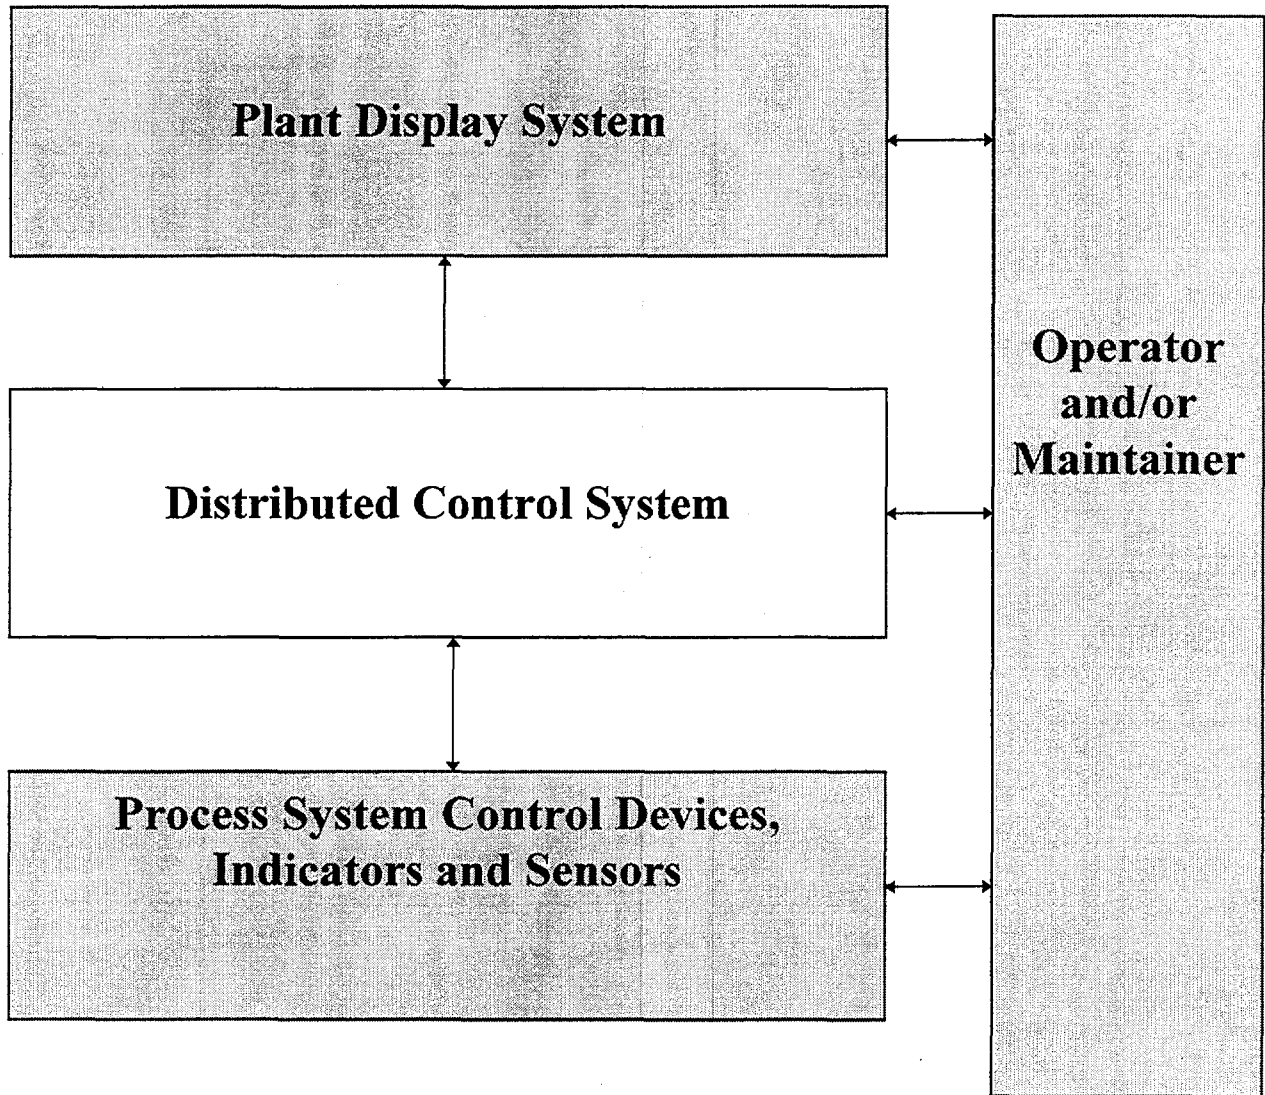 Plant Display System
Operator
and/or
Maintainer
Distributed Control System
Process System Control Devices,
Indicators and Sensors